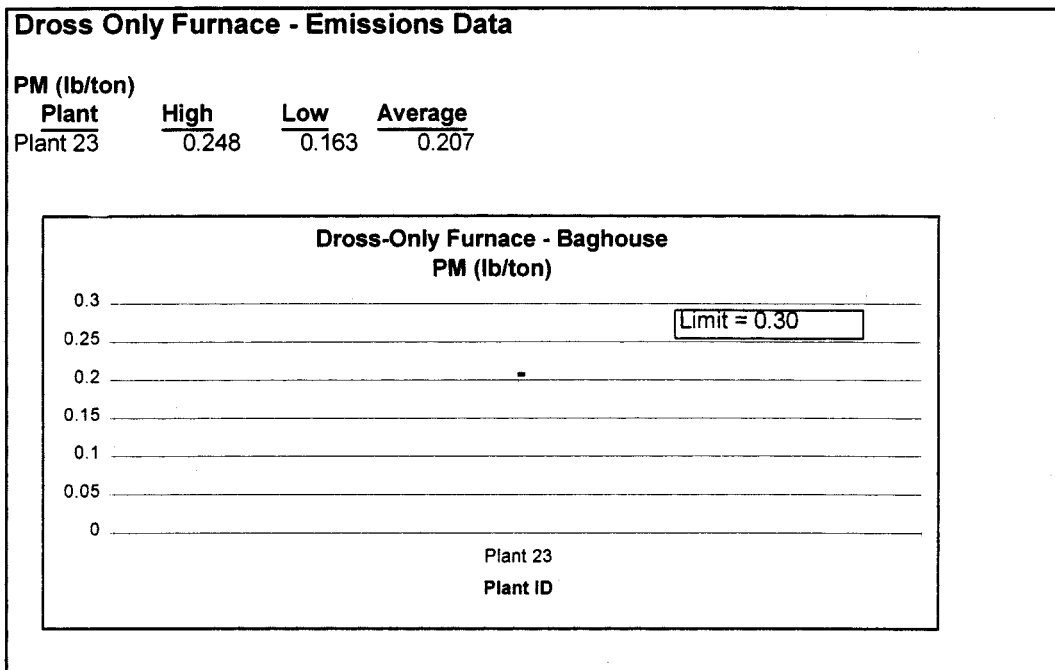 Dross Only Furnace - Emissions Data
PM (lb/ton)
Plant High Low Average
Plant 23 0.248 0.163 0.207
Dross-Only Furnace - Baghouse
PM (lb/ton)
0.3
Limit = 0.30
0.25
0.2
0.15
0.1
0.05
0
Plant 23
Plant ID